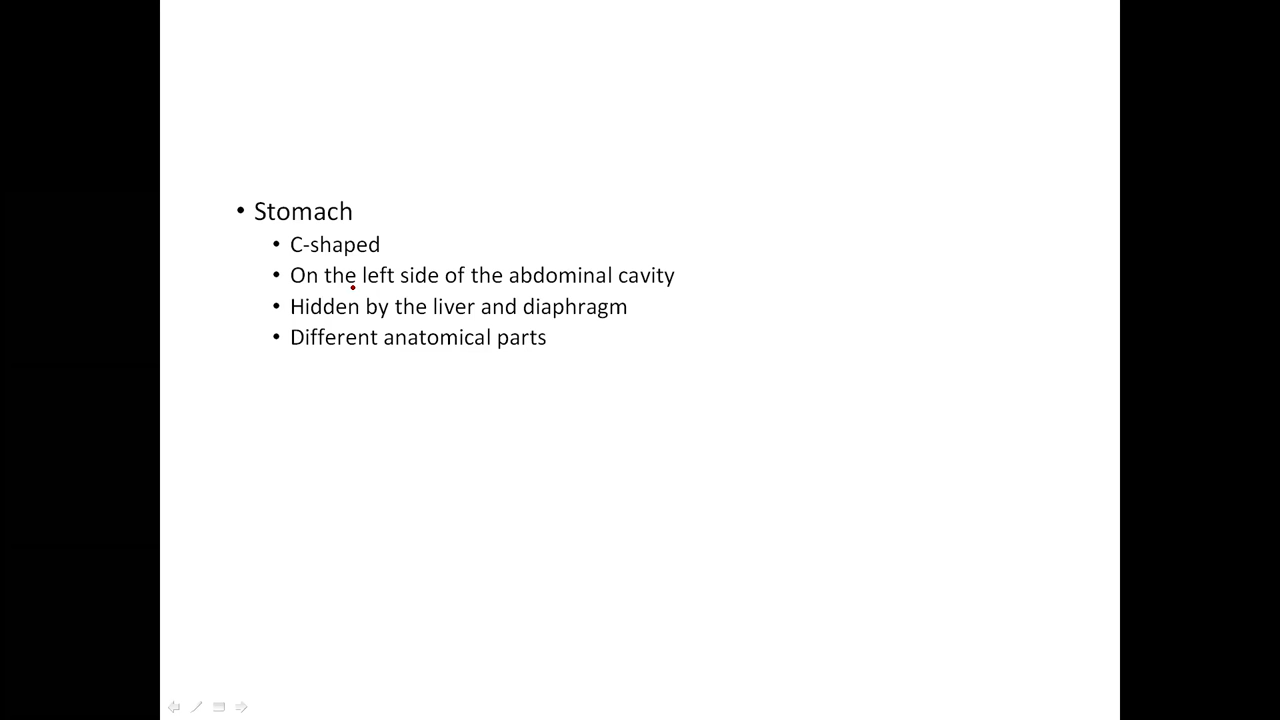 • Stomach
• C-shaped
• On the left side of the abdominal cavity
• Hidden by the liver and diaphragm
• Different anatomical parts